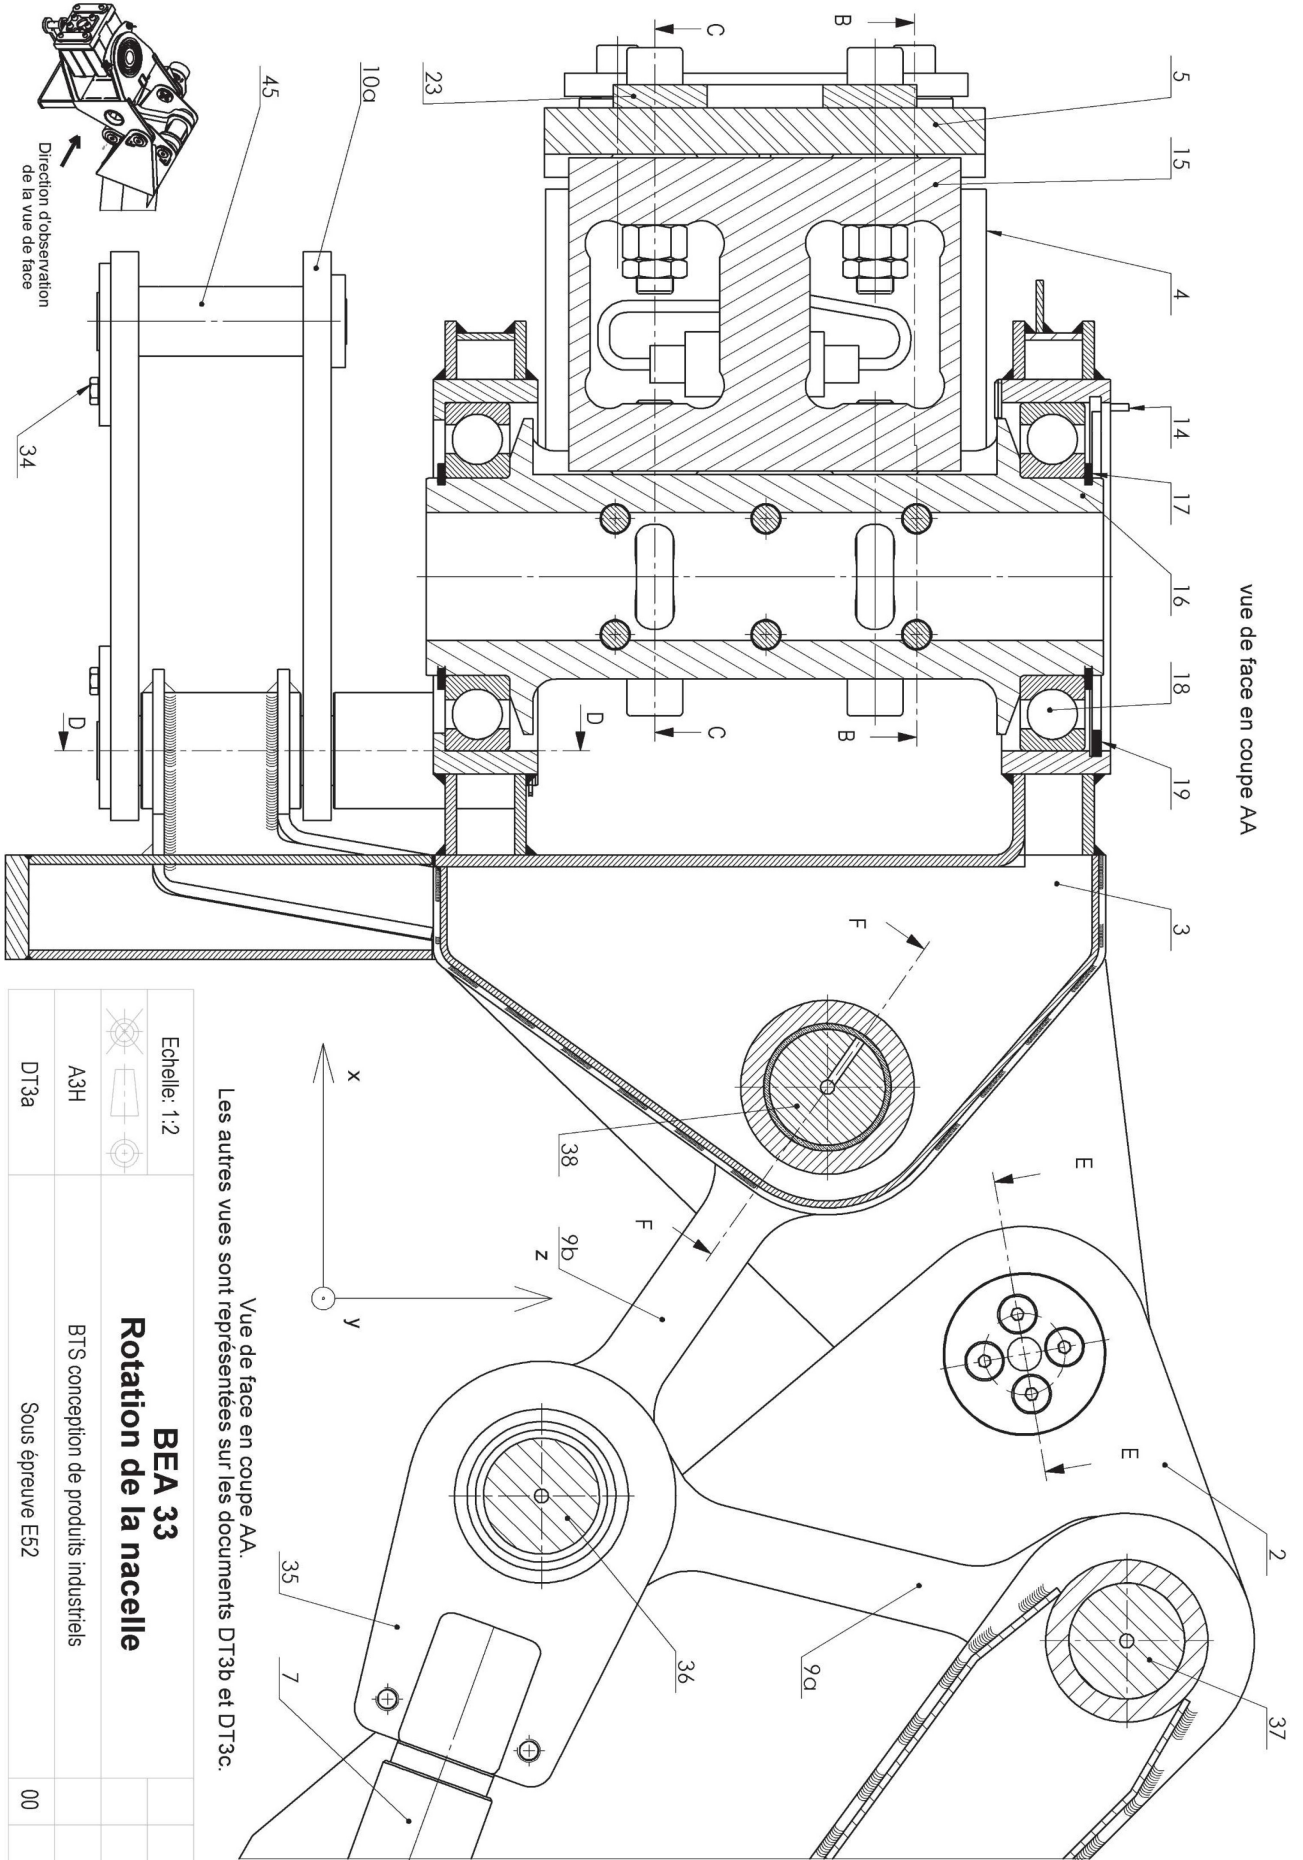 vue de face en coupe AA
5
15
4
14
17
16
18
19
3
2
37
B
B
C
C
23
10a
45
34
Direction d'observation
de la vue de face
D
D
F
F
E
E
38
9b
9a
36
35
7
x
z
y
Vue de face en coupe AA.
Les autres vues sont représentées sur les documents DT3b et DT3c.
Echelle: 1:2
A3H
DT3a
BEA 33
Rotation de la nacelle
BTS conception de produits industriels
Sous épreuve E52
00